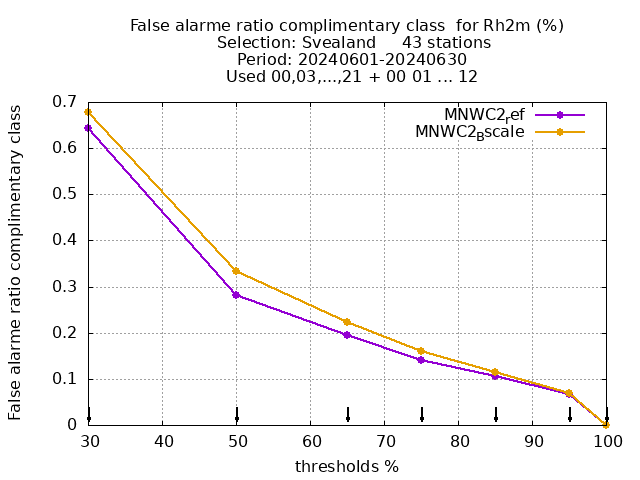 False alarme ratio complimentary class  for Rh2m (%)
Selection: Svealand     43 stations
Period: 20240601-20240630
Used 00,03,...,21 + 00 01 ... 12
MNWC2_ref
MNWC2_Bscale
False alarme ratio complimentary class
0.7
0.6
0.5
0.4
0.3
0.2
0.1
0
30 40 50 60 70 80 90 100
thresholds %